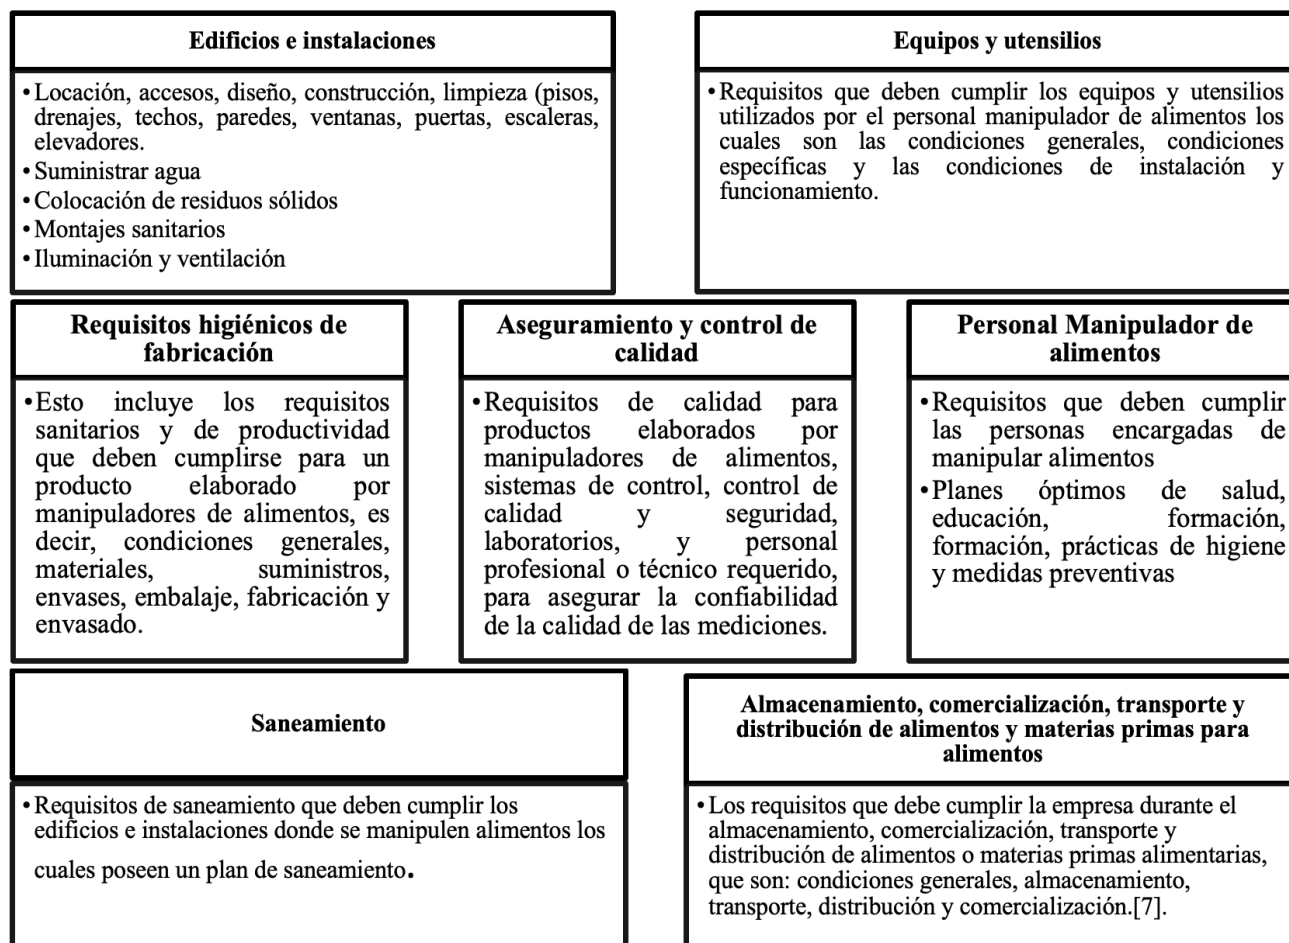 Edificios e instalaciones
• Locación, accesos, diseño, construcción, limpieza (pisos,
drenajes, techos, paredes, ventanas, puertas, escaleras,
elevadores.
• Suministrar agua
• Colocación de residuos sólidos
• Montajes sanitarios
• Iluminación y ventilación
Equipos y utensilios
• Requisitos que deben cumplir los equipos y utensilios
utilizados por el personal manipulador de alimentos los
cuales son las condiciones generales, condiciones
específicas y las condiciones de instalación y
funcionamiento.
Requisitos higiénicos de
fabricación
• Esto incluye los requisitos
sanitarios y de productividad
que deben cumplirse para un
producto elaborado por
manipuladores de alimentos, es
decir, condiciones generales,
materiales, suministros,
envases, embalaje, fabricación y
envasado.
Aseguramiento y control de
calidad
• Requisitos de calidad para
productos elaborados por
manipuladores de alimentos,
sistemas de control, control de
calidad y seguridad,
laboratorios, y personal
profesional o técnico requerido,
para asegurar la confiabilidad
de la calidad de las mediciones.
Personal Manipulador de
alimentos
• Requisitos que deben cumplir
las personas encargadas de
manipular alimentos
• Planes óptimos de salud,
educación, formación,
formación, prácticas de higiene
y medidas preventivas
Saneamiento
• Requisitos de saneamiento que deben cumplir los
edificios e instalaciones donde se manipulen alimentos los
cuales poseen un plan de saneamiento.
Almacenamiento, comercialización, transporte y
distribución de alimentos y materias primas para
alimentos
• Los requisitos que debe cumplir la empresa durante el
almacenamiento, comercialización, transporte y
distribución de alimentos o materias primas alimentarias,
que son: condiciones generales, almacenamiento,
transporte, distribución y comercialización.[7].